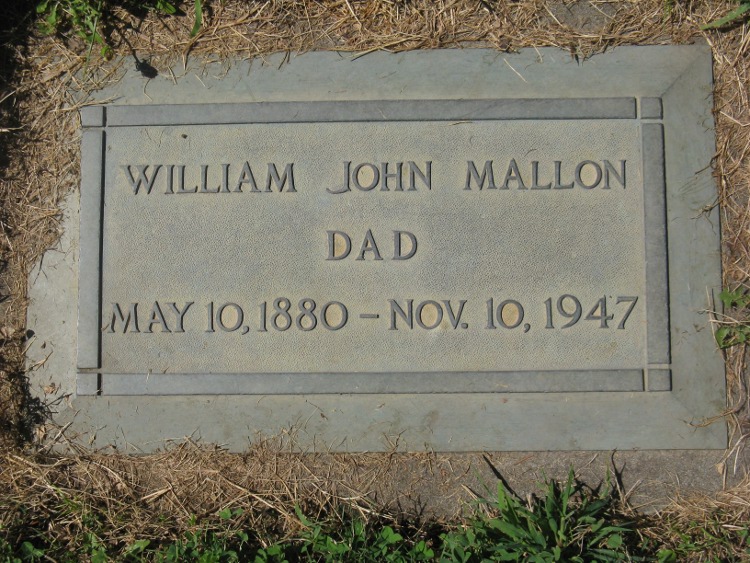 WILLIAM JOHN MALLON
DAD
MAY 10, 1880 – NOV. 10, 1947